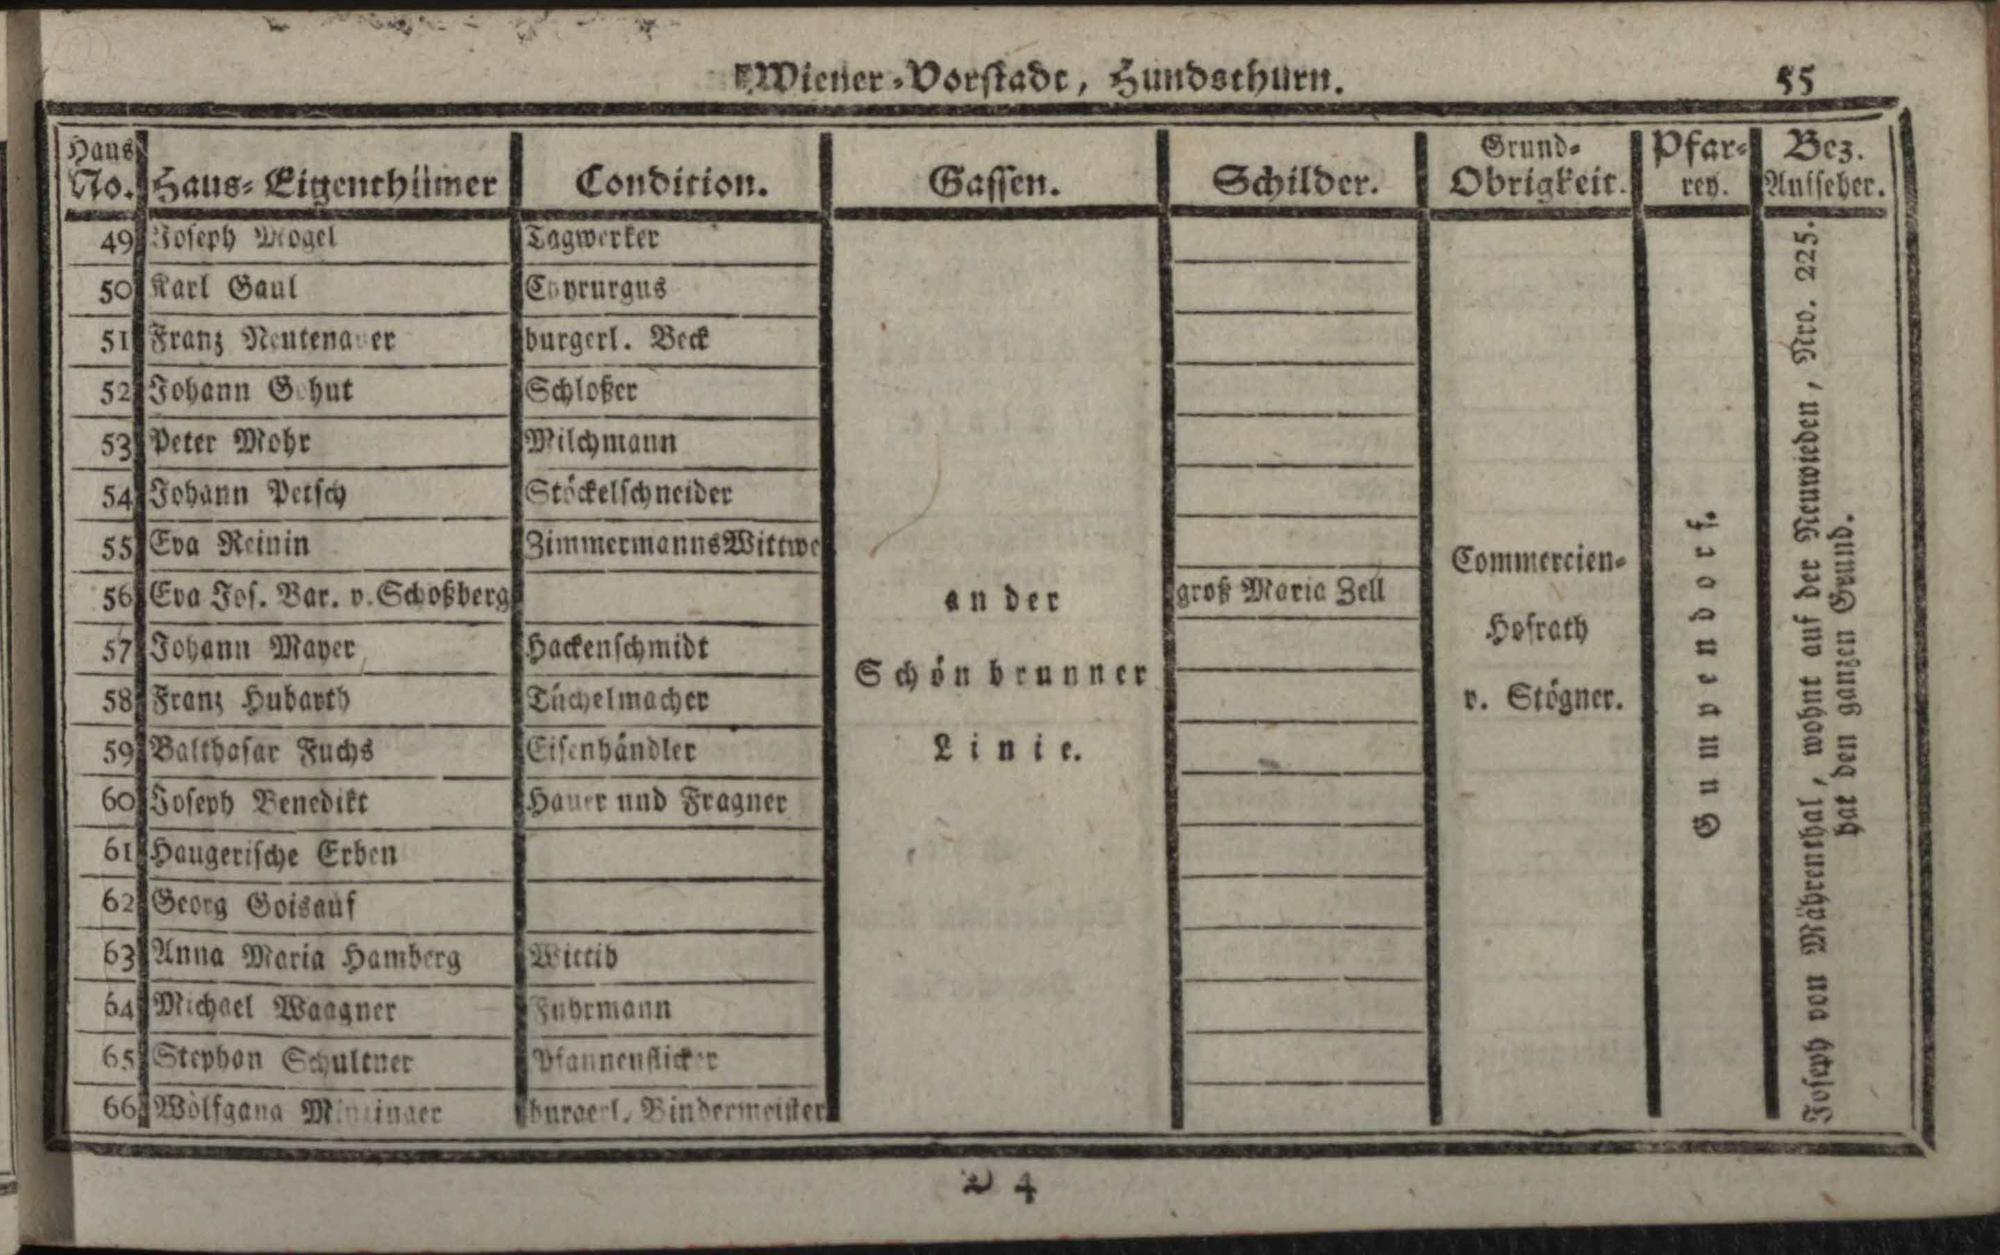 Wiener-Vorstadt, Hundsthurn. 55
Haus No. Haus-Eigenthümer Condition. Gassen. Schilder. Grund-Obrigkeit. Pfarrey. Bez. Aufseher.
49 Joseph Mogel Tagwerker
50 Karl Gaul Chyrurgus
51 Franz burgerl. Beck
52 Johann Schloßer
53 Peter Mohr Milchmann
54 Johann Petsch Stöckelschneider
55 Eva Reinin ZimmermannsWittwe
56 Eva Jos. Bar. v. Schoßberg groß Maria Zell
57 Johann Mayer Hackenschmidt
58 Franz Hubarth Tüchelmacher
59 Balthasar Fuchs Eisenhändler
60 Joseph Benedikt Hauer und Fragner
61 Haugerische Erben
62 Georg Goisauf
63 Anna Maria Hamberg Wittib
64 Michael Waagner Fuhrmann
65 Stephan Schultner Pfannenflicker
66 Wolfgang burgerl. Bindermeister
an der
Schönbrunner
Linie.
Commercien-
Hofrath
v. Stögner.
Gumpendorf.
Joseph von Mährenthal, wohnt auf der Neuwieden, Nro. 225.
hat den ganzen Grund.
D 4